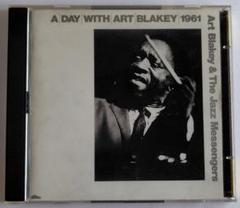 A DAY WITH ART BLAKEY 1961
Art Blakey & The Jazz Messengers